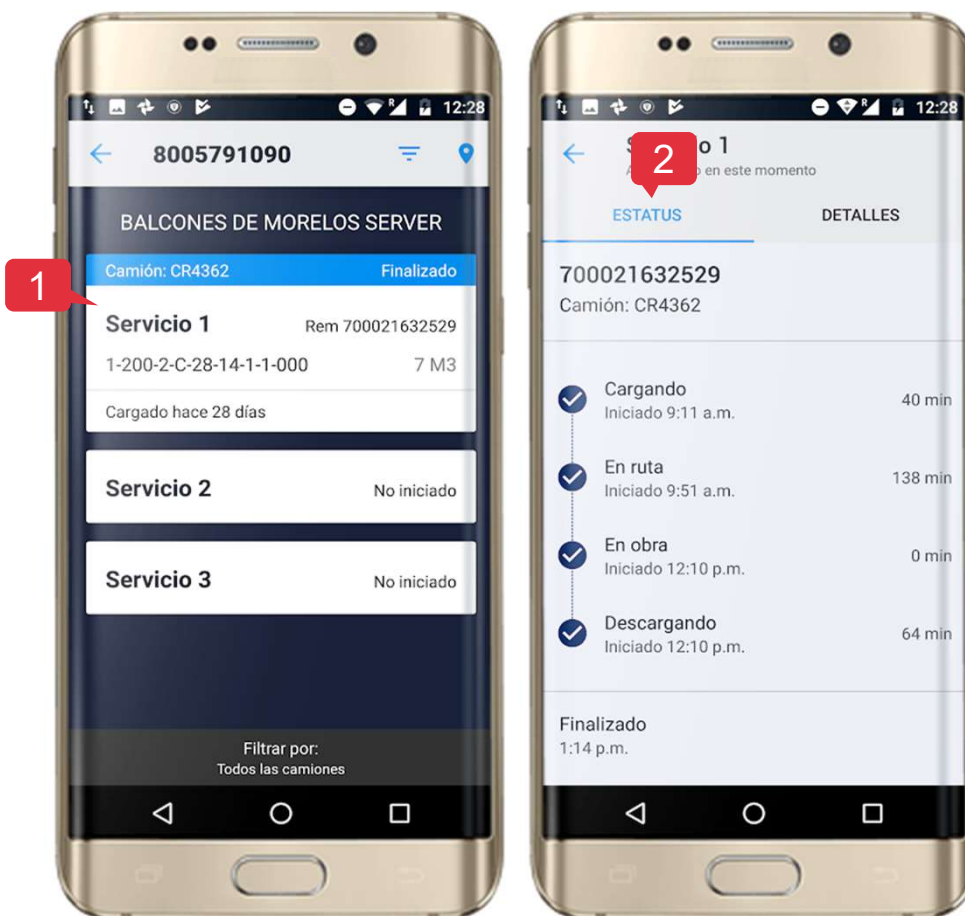 12:28
8005791090
BALCONES DE MORELOS SERVER
Camión: CR4362 Finalizado
1
Servicio 1 Rem 700021632529
1-200-2-C-28-14-1-1-000 7 M3
Cargado hace 28 días
Servicio 2 No iniciado
Servicio 3 No iniciado
Filtrar por:
Todos las camiones
R 12:28
o 1
2
en este momento
ESTATUS DETALLES
700021632529
Camión: CR4362
Cargando
Iniciado 9:11 a.m. 40 min
En ruta
Iniciado 9:51 a.m. 138 min
En obra
Iniciado 12:10 p.m. 0 min
Descargando
Iniciado 12:10 p.m. 64 min
Finalizado
1:14 p.m.